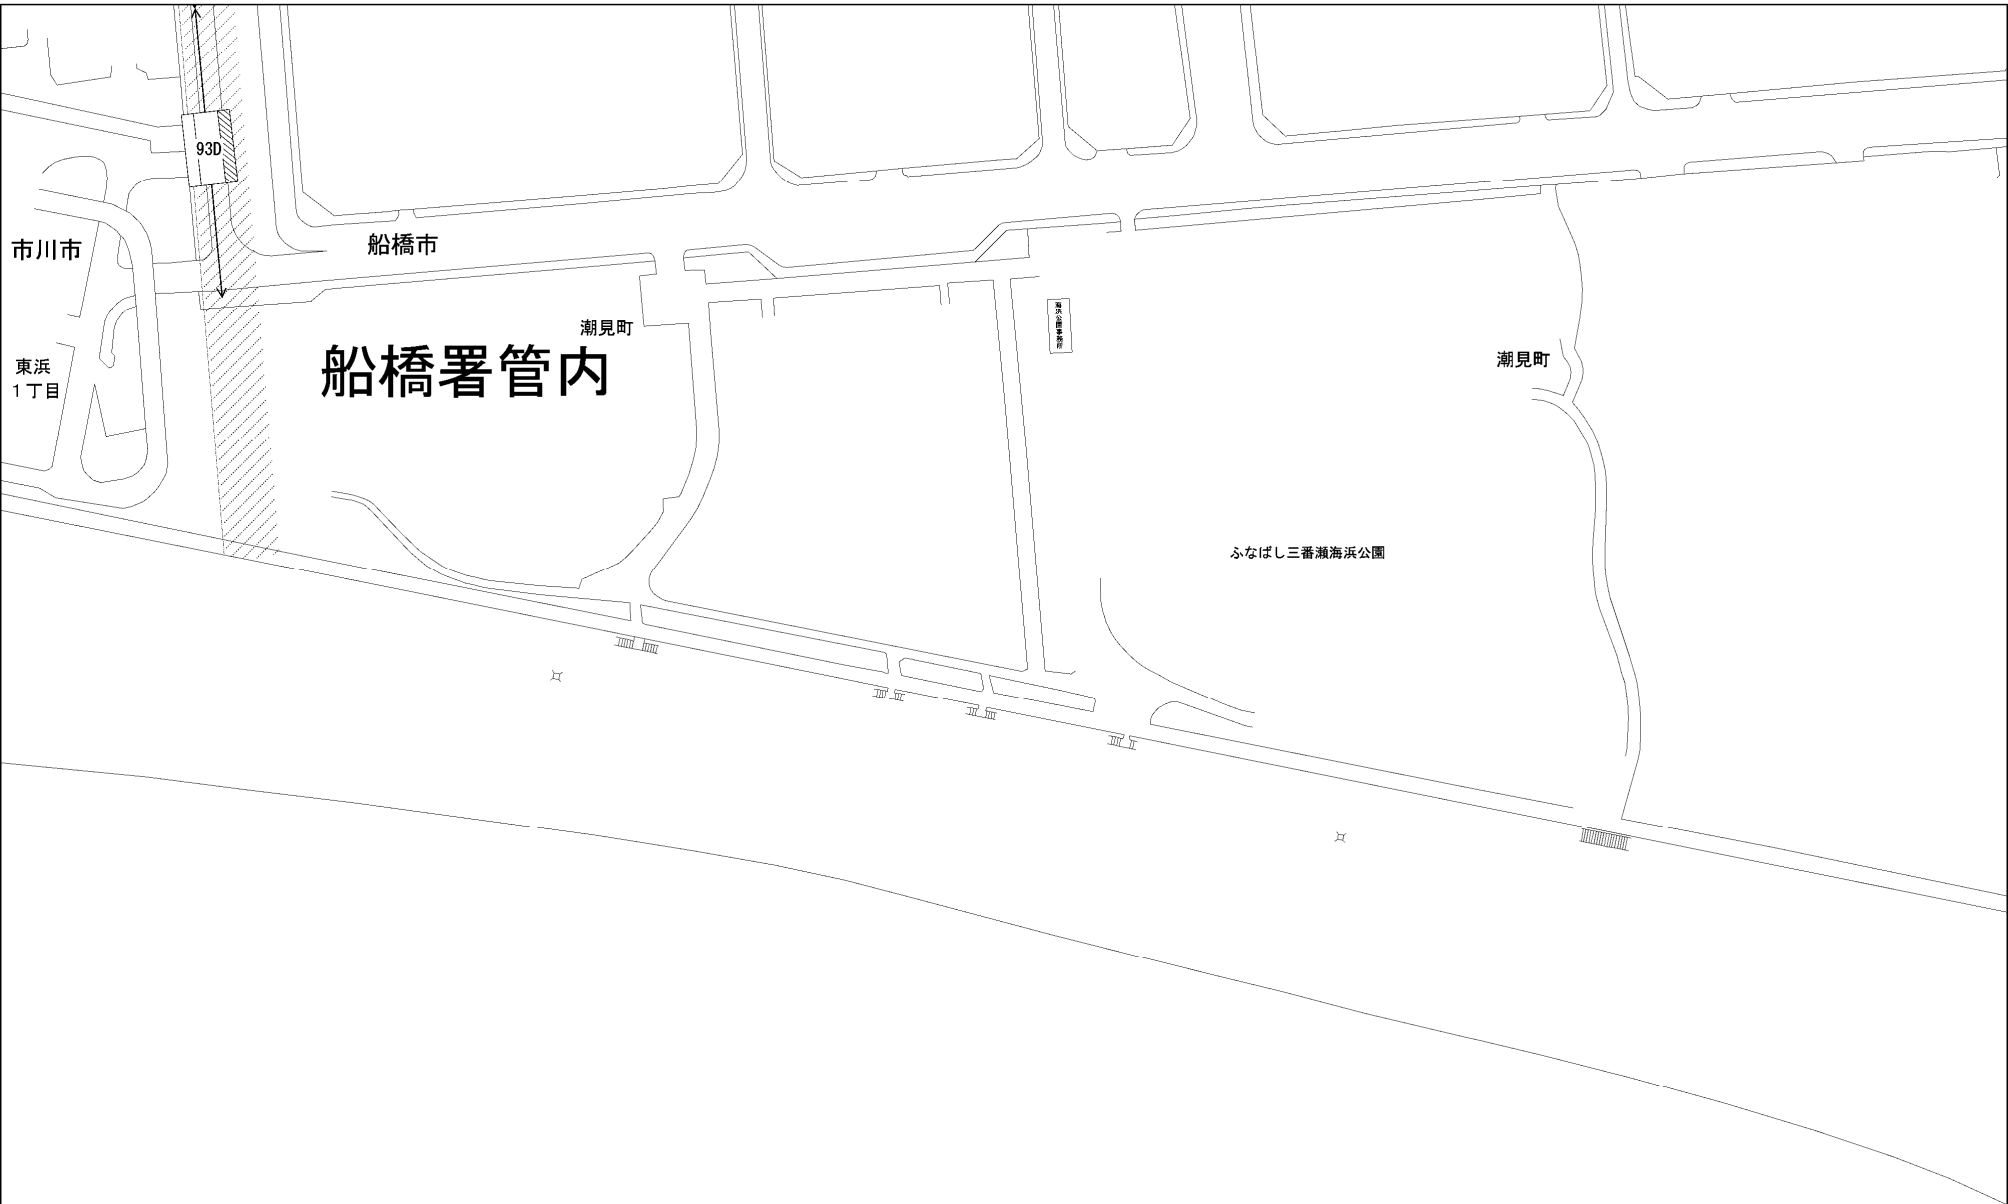 93D
市川市
船橋市
潮見町
船橋署管内
東浜
1丁目
海浜公園事務所
潮見町
ふなばし三番瀬海浜公園